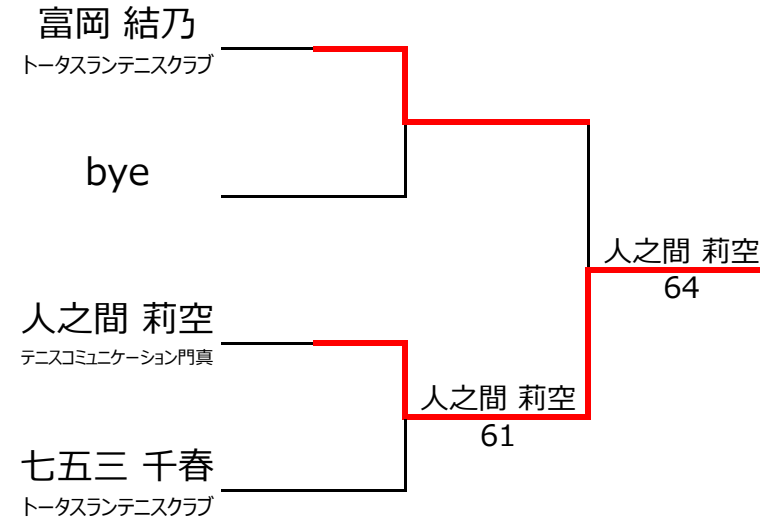 富岡 結乃
トータスランテニスクラブ
bye
人之間 莉空
64
人之間 莉空
テニスコミュニケーション門真
人之間 莉空
61
七五三 千春
トータスランテニスクラブ